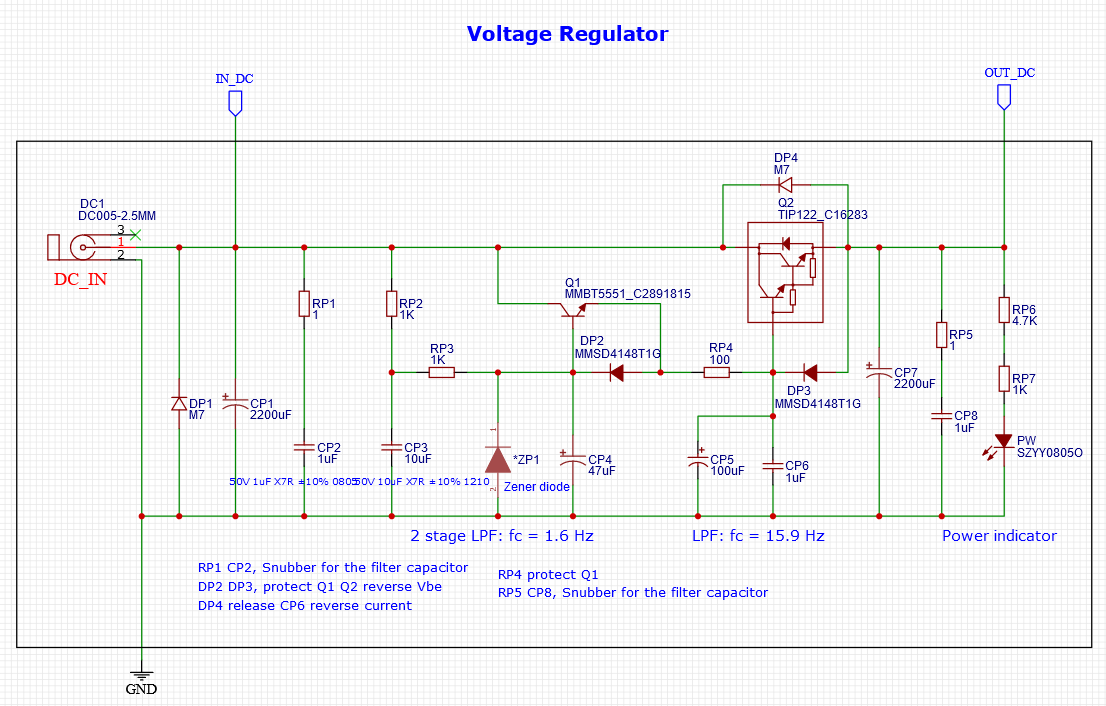 Voltage Regulator
IN_DC
OUT_DC
DC1
DC005-2.5MM
3
1
2
DC_IN
DP4
M7
Q2
TIP122_C16283
Q1
MMBT5551_C2891815
RP1
1
RP2
1K
RP3
1K
DP2
MMSD4148T1G
RP4
100
DP3
MMSD4148T1G
RP5
1
RP6
4.7K
RP7
1K
DP1
M7
CP1
2200uF
CP2
1uF
CP3
10uF
1
*ZP1
2
Zener diode
CP4
47uF
CP5
100uF
CP6
1uF
CP7
2200uF
CP8
1uF
PW
SZYY0805O
50V 1uF X7R ±10% 0805
50V 10uF X7R ±10% 1210
2 stage LPF: fc = 1.6 Hz
LPF: fc = 15.9 Hz
Power indicator
RP1 CP2, Snubber for the filter capacitor
DP2 DP3, protect Q1 Q2 reverse Vbe
DP4 release CP6 reverse current
RP4 protect Q1
RP5 CP8, Snubber for the filter capacitor
GND